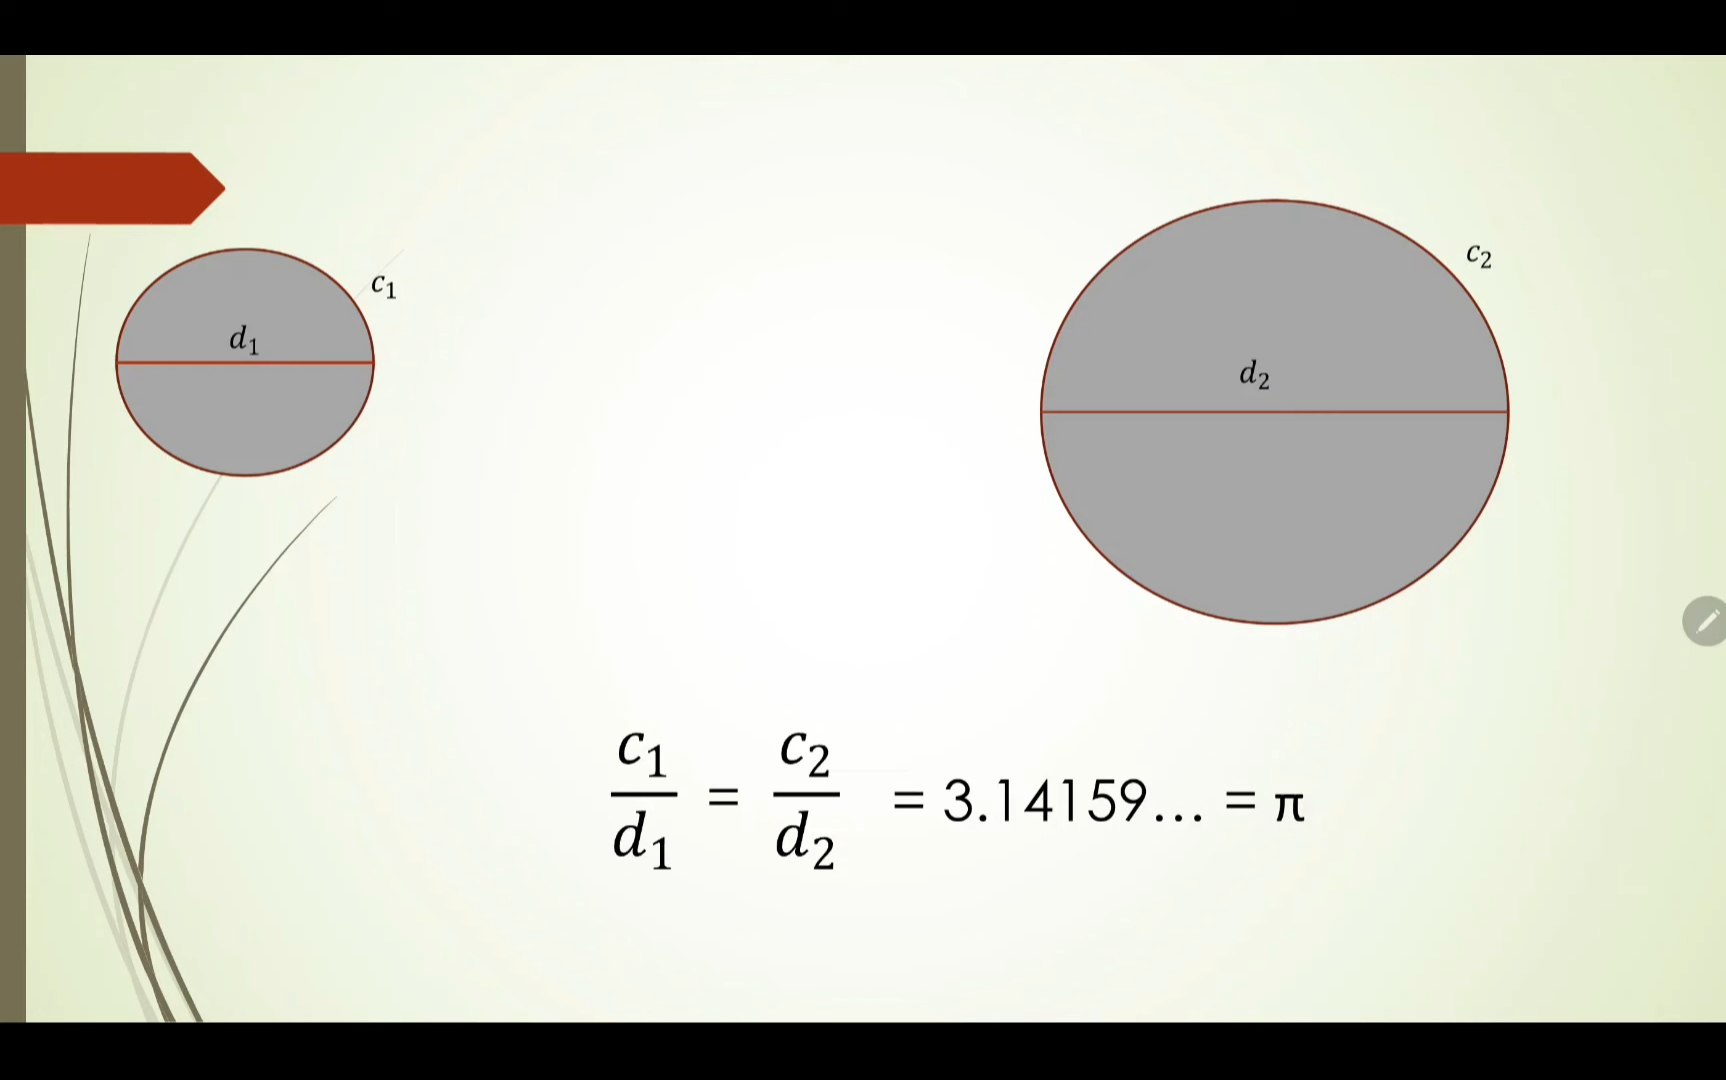 c₁
d₁
c₂
d₂
c₁/d₁ = c₂/d₂ = 3.14159... = π